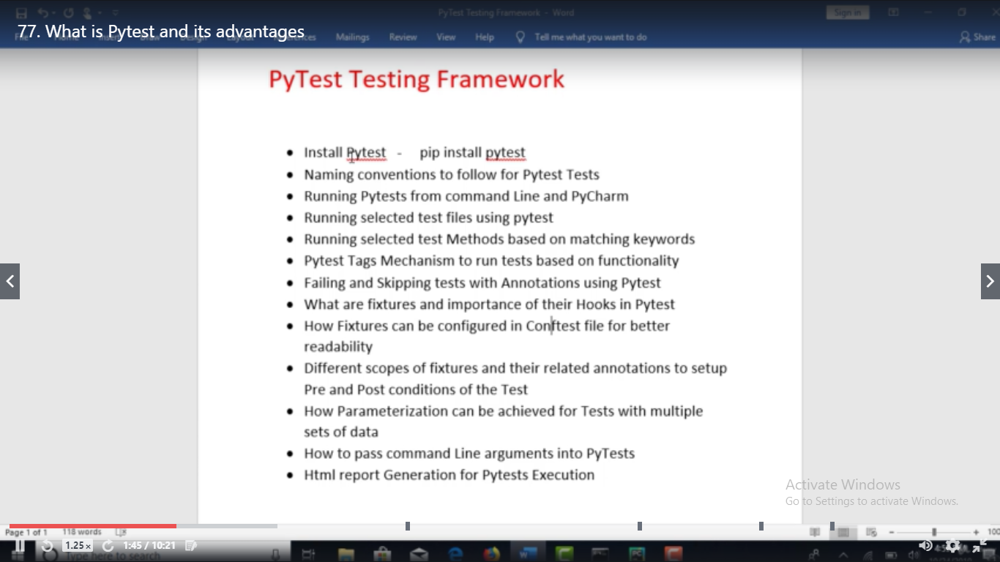 PyTest Testing Framework - Word
Sign in
77. What is Pytest and its advantages
Mailings Review View Help Tell me what you want to do Share
PyTest Testing Framework
• Install Pytest - pip install pytest
• Naming conventions to follow for Pytest Tests
• Running Pytests from command Line and PyCharm
• Running selected test files using pytest
• Running selected test Methods based on matching keywords
• Pytest Tags Mechanism to run tests based on functionality
• Failing and Skipping tests with Annotations using Pytest
• What are fixtures and importance of their Hooks in Pytest
• How Fixtures can be configured in Conftest file for better
readability
• Different scopes of fixtures and their related annotations to setup
Pre and Post conditions of the Test
• How Parameterization can be achieved for Tests with multiple
sets of data
• How to pass command Line arguments into PyTests
• Html report Generation for Pytests Execution
Activate Windows
Go to Settings to activate Windows.
Page 1 of 1 118 words
100
1.25x 1:45 / 10:21
Type here to search